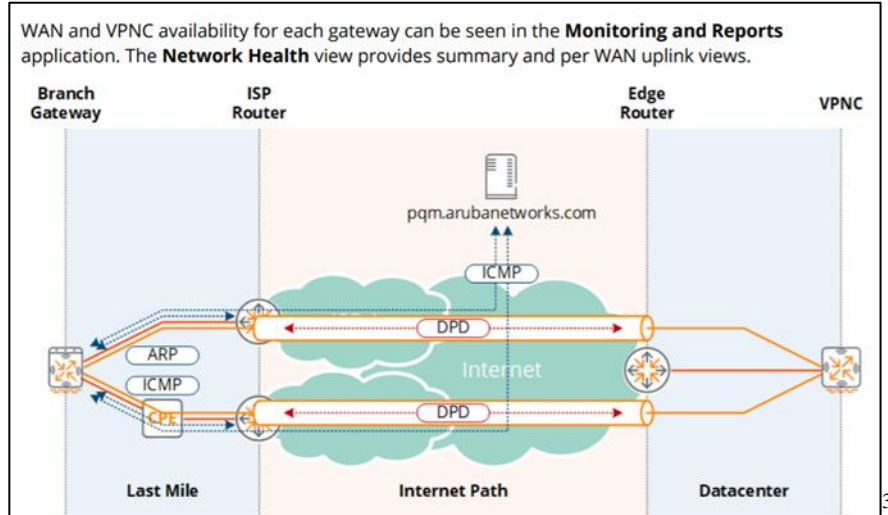 WAN and VPNC availability for each gateway can be seen in the Monitoring and Reports
application. The Network Health view provides summary and per WAN uplink views.
Branch
Gateway
ISP
Router
Edge
Router
VPNC
pqm.arubanetworks.com
ICMP
DPD
ARP
Internet
ICMP
CPE
DPD
Last Mile
Internet Path
Datacenter